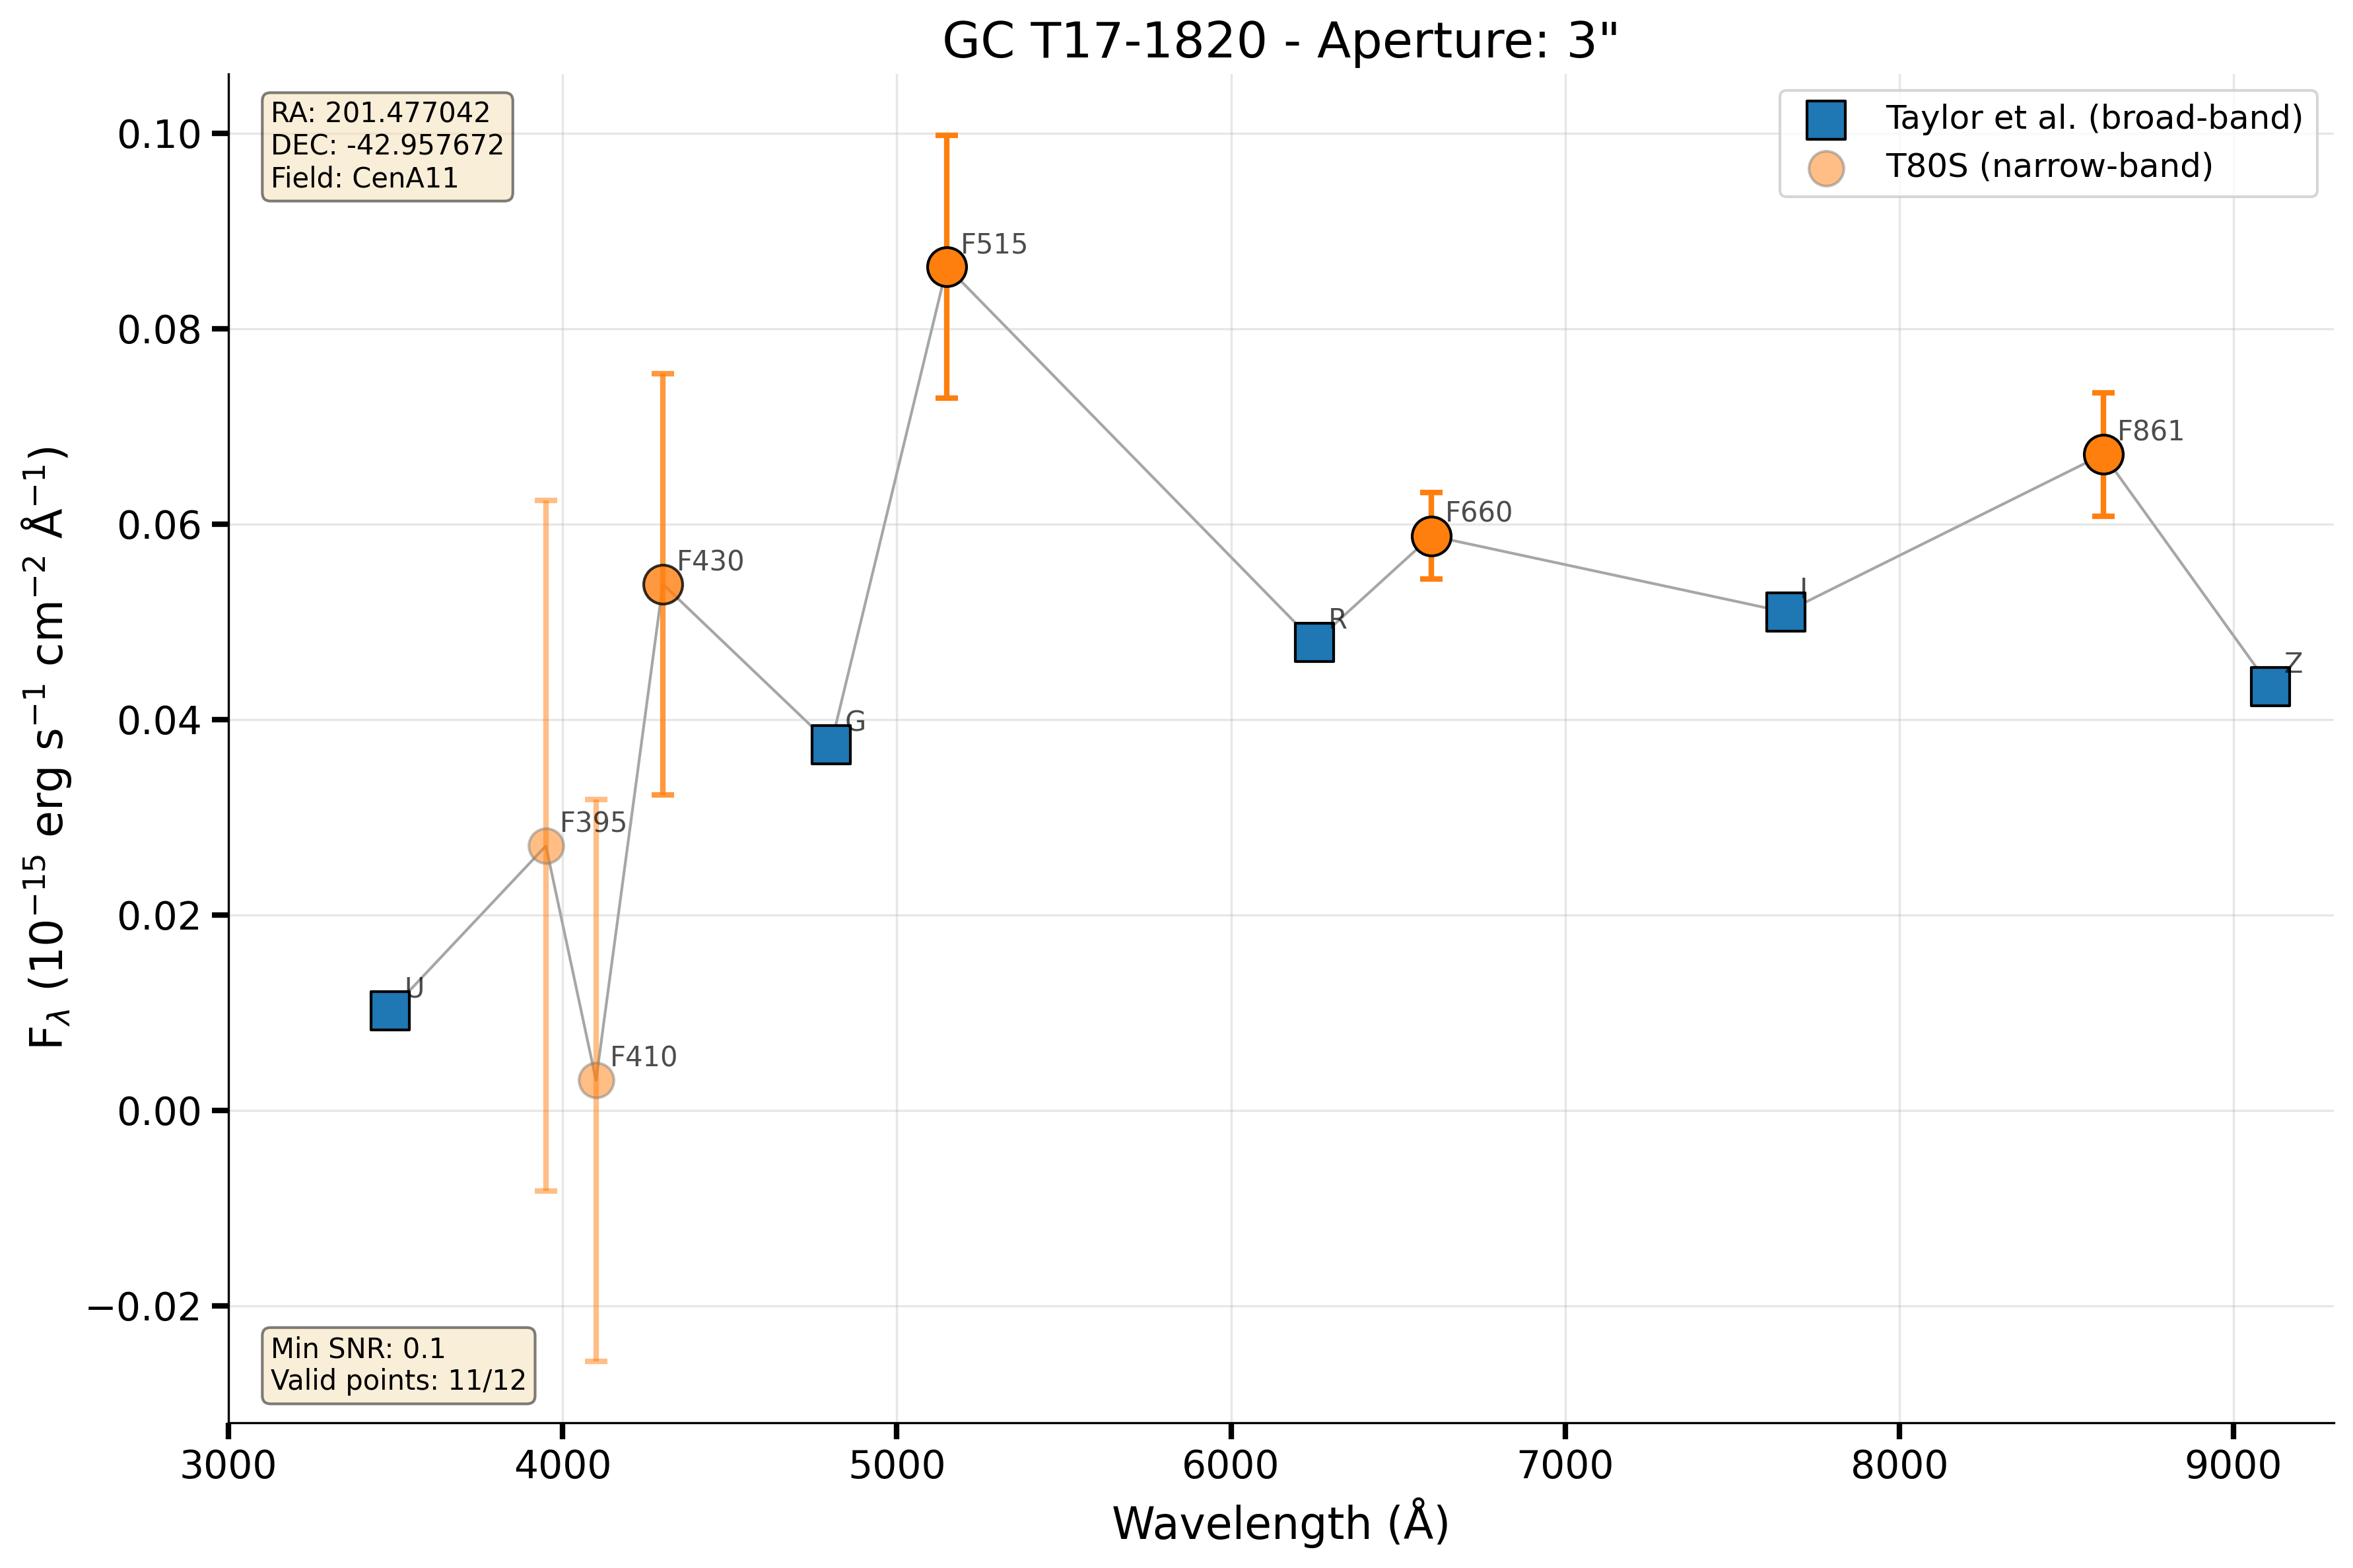 GC T17-1820 - Aperture: 3"
RA: 201.477042
DEC: -42.957672
Field: CenA11
Taylor et al. (broad-band)
T80S (narrow-band)
0.10
0.08
0.06
0.04
0.02
0.00
−0.02
F515
F861
F660
F430
I
R
Z
G
F395
U
F410
Min SNR: 0.1
Valid points: 11/12
3000 4000 5000 6000 7000 8000 9000
Wavelength (Å)
Fλ (10⁻¹⁵ erg s⁻¹ cm⁻² Å⁻¹)